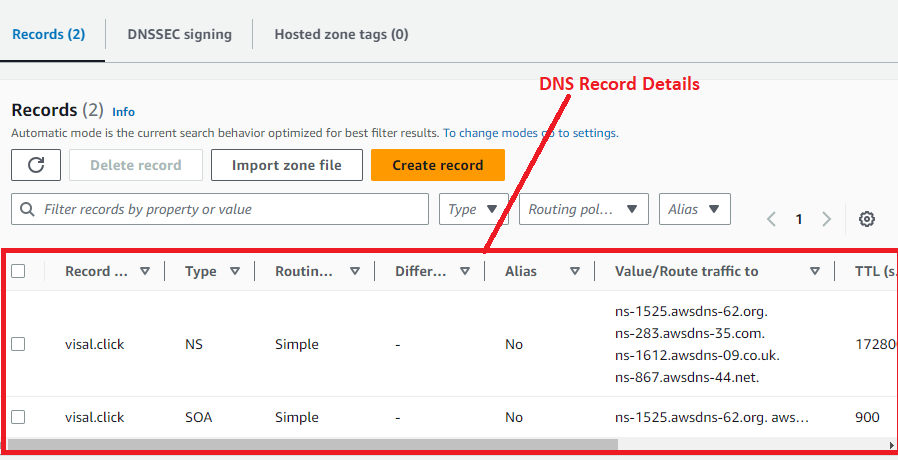 Records (2) DNSSEC signing Hosted zone tags (0)
DNS Record Details
Records (2) Info
Automatic mode is the current search behavior optimized for best filter results. To change modes go to settings.
Delete record Import zone file Create record
Filter records by property or value Type Routing pol... Alias 1
Record ... Type Routin... Differ... Alias Value/Route traffic to TTL (s.
ns-1525.awsdns-62.org.
ns-283.awsdns-35.com.
visal.click NS Simple - No 172800
ns-1612.awsdns-09.co.uk.
ns-867.awsdns-44.net.
visal.click SOA Simple - No ns-1525.awsdns-62.org. aws... 900